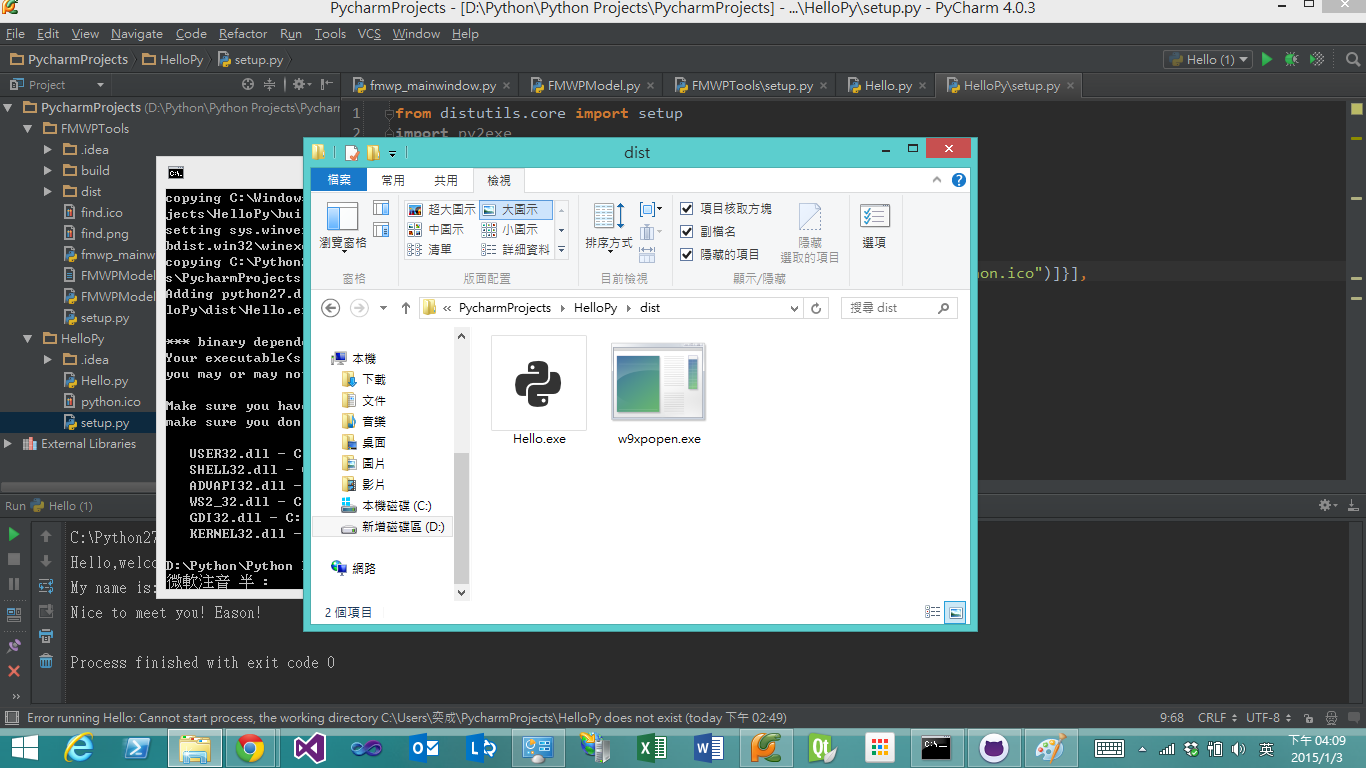 PycharmProjects - [D:\Python\Python Projects\PycharmProjects] - ...\HelloPy\setup.py - PyCharm 4.0.3
File Edit View Navigate Code Refactor Run Tools VCS Window Help
PycharmProjects HelloPy setup.py Hello (1)
Project
fmwp_mainwindow.py FMWPModel.py FMWPTools\setup.py Hello.py HelloPy\setup.py
PycharmProjects (D:\Python\Python Projects\Pycharm
FMWPTools
.idea
build
dist
find.ico
find.png
fmwp_mainw
FMWPModel
FMWPModel
setup.py
HelloPy
.idea
Hello.py
python.ico
setup.py
External Libraries
1 from distutils.core import setup
2 import py2exe
on.ico")]}],
copying C:\Windows
jects\HelloPy\bui
setting sys.winver
bdist.win32\winexe
copying C:\Python2
s\PycharmProjects
Adding python27.d
loPy\dist\Hello.ex
*** binary depend
Your executable(s
you may or may no
Make sure you have
make sure you don
USER32.dll - C
SHELL32.dll -
ADVAPI32.dll -
WS2_32.dll - C
GDI32.dll - C:
KERNEL32.dll -
D:\Python\Python
微軟注音 半 :
dist
檔案 常用 共用 檢視
瀏覽窗格
窗格
超大圖示 大圖示
中圖示 小圖示
清單 詳細資料
版面配置
排序方式
目前檢視
項目核取方塊
副檔名
隱藏的項目
隱藏
選取的項目
顯示/隱藏
選項
« PycharmProjects HelloPy dist 搜尋 dist
本機
下載
文件
音樂
桌面
圖片
影片
本機磁碟 (C:)
新增磁碟區 (D:)
網路
Hello.exe w9xpopen.exe
2 個項目
Run Hello (1)
C:\Python27
Hello,welco
My name is:
Nice to meet you! Eason!
Process finished with exit code 0
Error running Hello: Cannot start process, the working directory C:\Users\奕成\PycharmProjects\HelloPy does not exist (today 下午 02:49) 9:68 CRLF UTF-8
英
下午 04:09
2015/1/3